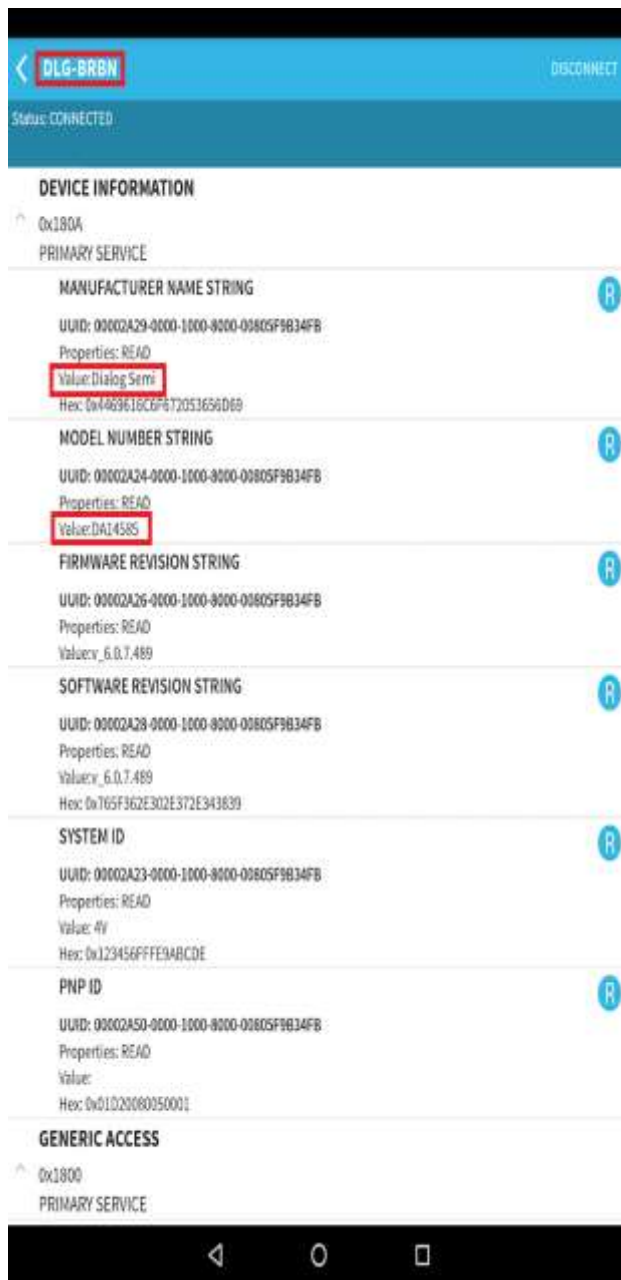 DLG-BRBN
DISCONNECT
Status: CONNECTED
DEVICE INFORMATION
0x180A
PRIMARY SERVICE
MANUFACTURER NAME STRING
R
UUID: 00002A29-0000-1000-8000-00805F9B34FB
Properties: READ
Value:Dialog Semi
Hex: 0x4469616C6F672053656D69
MODEL NUMBER STRING
R
UUID: 00002A24-0000-1000-8000-00805F9B34FB
Properties: READ
Value:DA14585
FIRMWARE REVISION STRING
R
UUID: 00002A26-0000-1000-8000-00805F9B34FB
Properties: READ
Value:v_6.0.7.489
SOFTWARE REVISION STRING
R
UUID: 00002A28-0000-1000-8000-00805F9B34FB
Properties: READ
Value:v_6.0.7.489
Hex: 0x765F362E302E372E343839
SYSTEM ID
R
UUID: 00002A23-0000-1000-8000-00805F9B34FB
Properties: READ
Value: 4V
Hex: 0x123456FFFE9ABCDE
PNP ID
R
UUID: 00002A50-0000-1000-8000-00805F9B34FB
Properties: READ
Value:
Hex: 0x01D20080050001
GENERIC ACCESS
0x1800
PRIMARY SERVICE